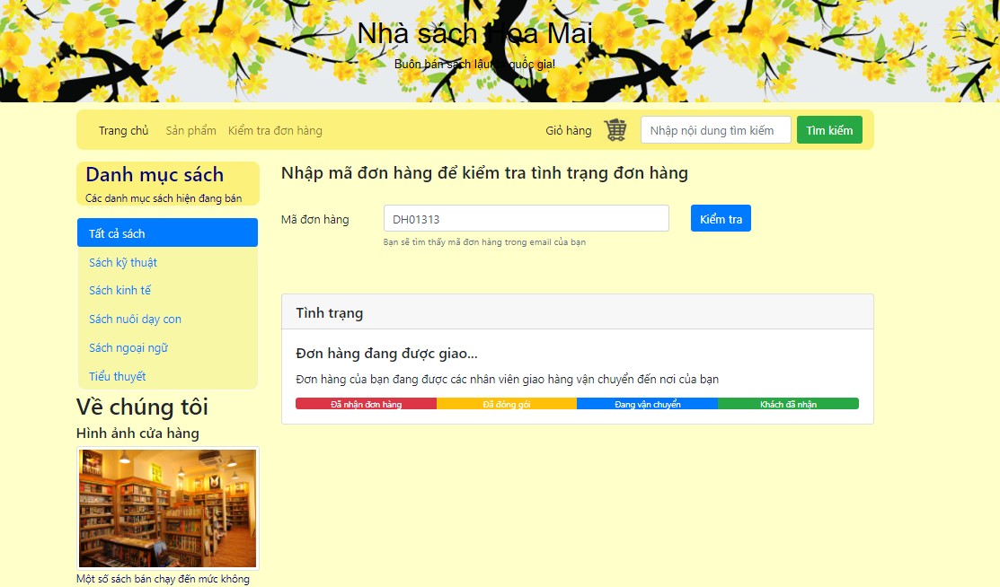 Nhà sách Hoa Mai
Buôn bán sách lậu quốc gia!
Trang chủ Sản phẩm Kiểm tra đơn hàng Giỏ hàng Nhập nội dung tìm kiếm Tìm kiếm
Danh mục sách
Các danh mục sách hiện đang bán
Tất cả sách
Sách kỹ thuật
Sách kinh tế
Sách nuôi dạy con
Sách ngoại ngữ
Tiểu thuyết
Về chúng tôi
Hình ảnh cửa hàng
Một số sách bán chạy đến mức không
Nhập mã đơn hàng để kiểm tra tình trạng đơn hàng
Mã đơn hàng DH01313 Kiểm tra
Bạn sẽ tìm thấy mã đơn hàng trong email của bạn
Tình trạng
Đơn hàng đang được giao...
Đơn hàng của bạn đang được các nhân viên giao hàng vận chuyển đến nơi của bạn
Đã nhận đơn hàng Đã đóng gói Đang vận chuyển Khách đã nhận